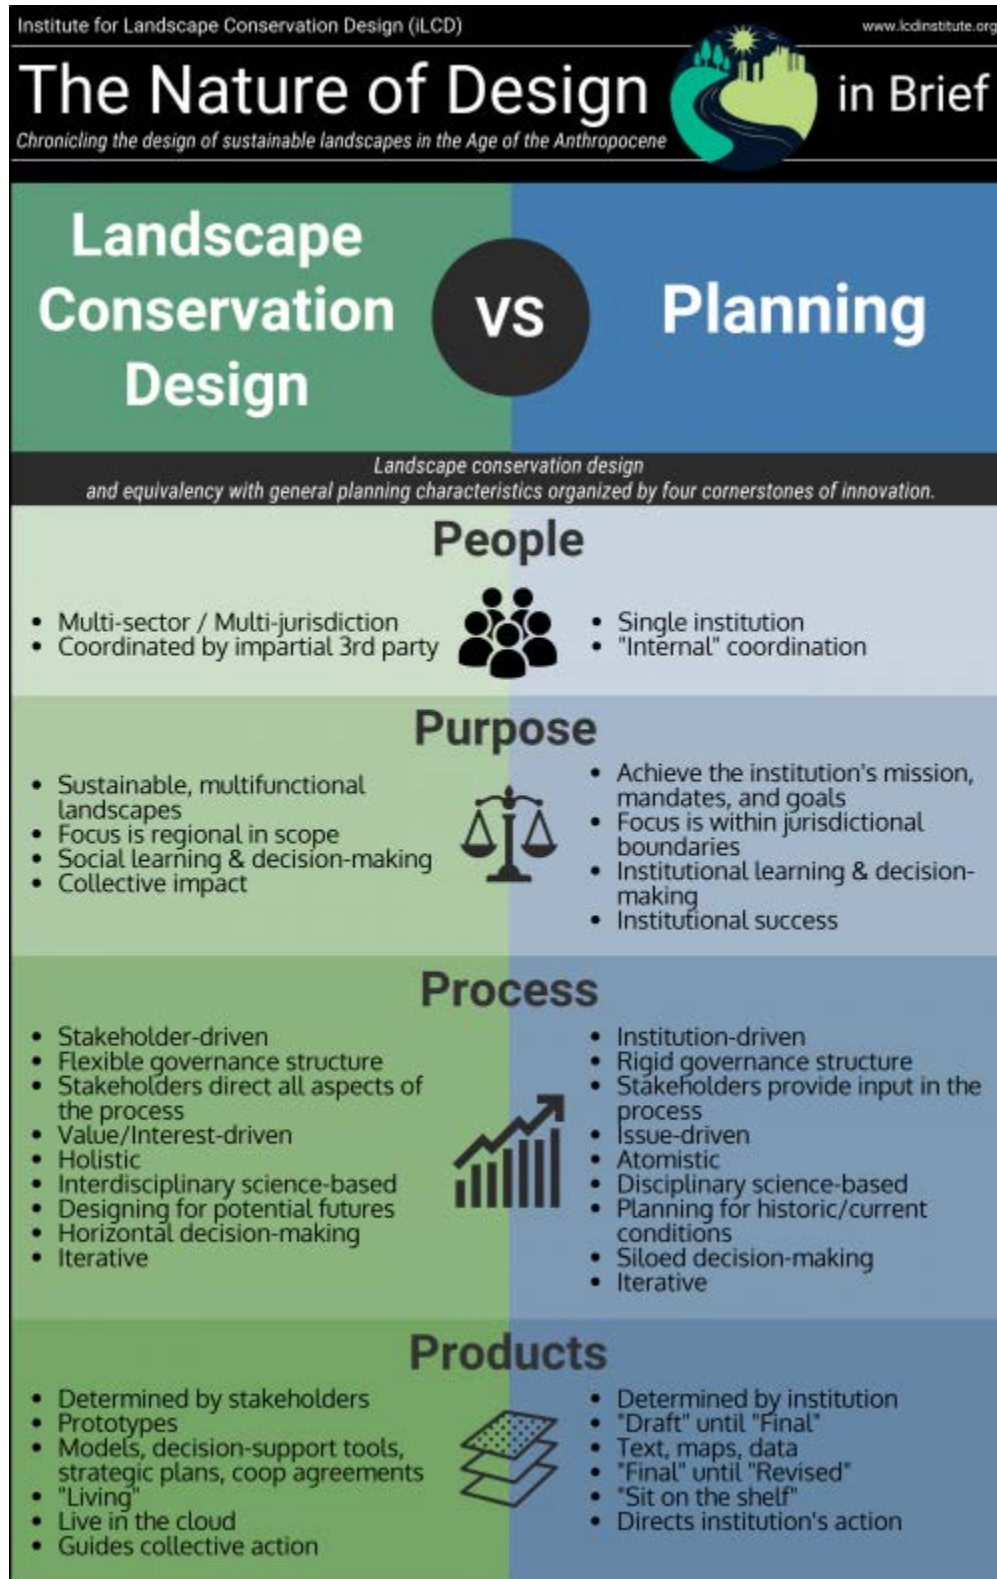 Institute for Landscape Conservation Design (iLCD)
www.lcdinstitute.org
The Nature of Design in Brief
Chronicling the design of sustainable landscapes in the Age of the Anthropocene
Landscape
Conservation
Design
VS
Planning
Landscape conservation design
and equivalency with general planning characteristics organized by four cornerstones of innovation.
People
• Multi-sector / Multi-jurisdiction
• Coordinated by impartial 3rd party
• Single institution
• "Internal" coordination
Purpose
• Sustainable, multifunctional
landscapes
• Focus is regional in scope
• Social learning & decision-making
• Collective impact
• Achieve the institution's mission,
mandates, and goals
• Focus is within jurisdictional
boundaries
• Institutional learning & decision-
making
• Institutional success
Process
• Stakeholder-driven
• Flexible governance structure
• Stakeholders direct all aspects of
the process
• Value/Interest-driven
• Holistic
• Interdisciplinary science-based
• Designing for potential futures
• Horizontal decision-making
• Iterative
• Institution-driven
• Rigid governance structure
• Stakeholders provide input in the
process
• Issue-driven
• Atomistic
• Disciplinary science-based
• Planning for historic/current
conditions
• Siloed decision-making
• Iterative
Products
• Determined by stakeholders
• Prototypes
• Models, decision-support tools,
strategic plans, coop agreements
• "Living"
• Live in the cloud
• Guides collective action
• Determined by institution
• "Draft" until "Final"
• Text, maps, data
• "Final" until "Revised"
• "Sit on the shelf"
• Directs institution's action